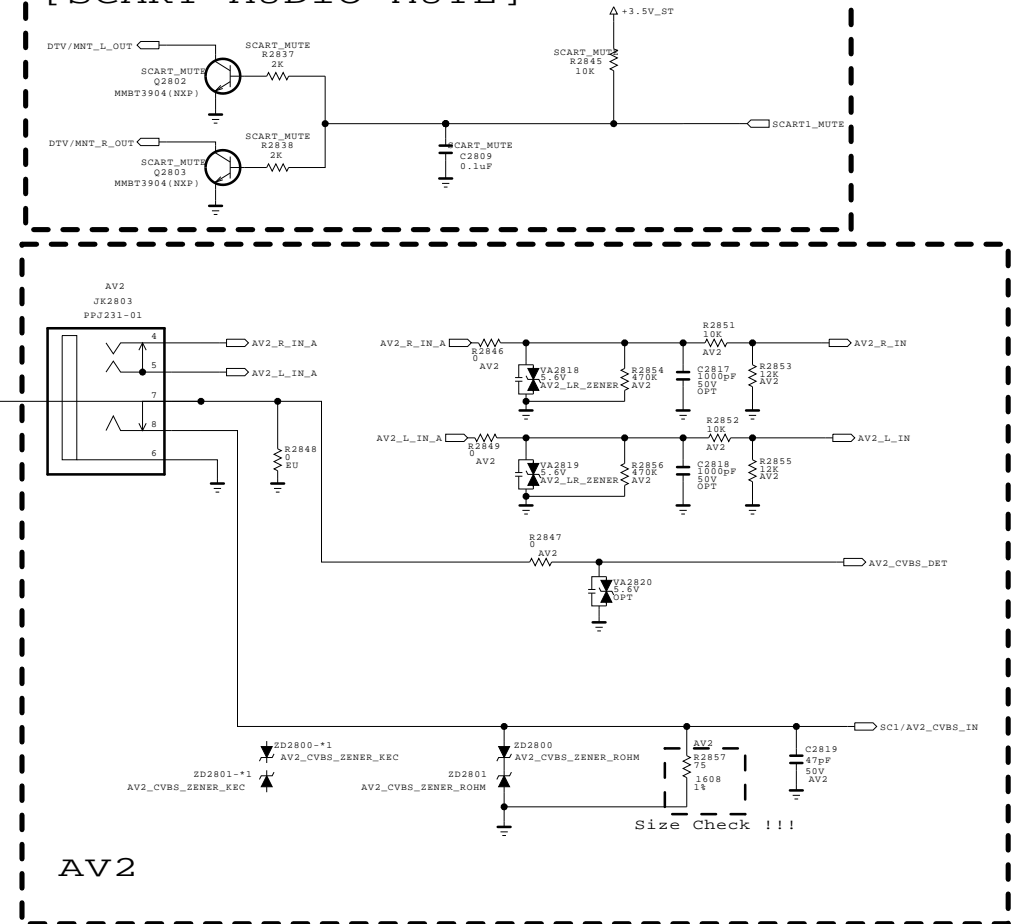 [SCART AUDIO MUTE]
+3.5V_ST
DTV/MNT_L_OUT
SCART_MUTE
R2837
2K
SCART_MUTE
Q2802
MMBT3904(NXP)
SCART_MUTE
R2845
10K
SCART1_MUTE
DTV/MNT_R_OUT
SCART_MUTE
R2838
2K
SCART_MUTE
Q2803
MMBT3904(NXP)
SCART_MUTE
C2809
0.1uF
AV2
JK2803
PPJ231-01
4
5
7
8
6
AV2_R_IN_A
AV2_L_IN_A
R2848
0
EU
AV2_R_IN_A
R2846
0
AV2
VA2818
5.6V
AV2_LR_ZENER
R2854
470K
AV2
C2817
1000pF
50V
OPT
R2851
10K
AV2
R2853
12K
AV2
AV2_R_IN
AV2_L_IN_A
R2849
0
AV2
VA2819
5.6V
AV2_LR_ZENER
R2856
470K
AV2
C2818
1000pF
50V
OPT
R2852
10K
AV2
R2855
12K
AV2
AV2_L_IN
R2847
0
AV2
AV2_CVBS_DET
VA2820
5.6V
OPT
SC1/AV2_CVBS_IN
ZD2800-*1
AV2_CVBS_ZENER_KEC
ZD2801-*1
AV2_CVBS_ZENER_KEC
ZD2800
AV2_CVBS_ZENER_ROHM
ZD2801
AV2_CVBS_ZENER_ROHM
AV2
R2857
75
1608
1%
C2819
47pF
50V
AV2
Size Check !!!
AV2